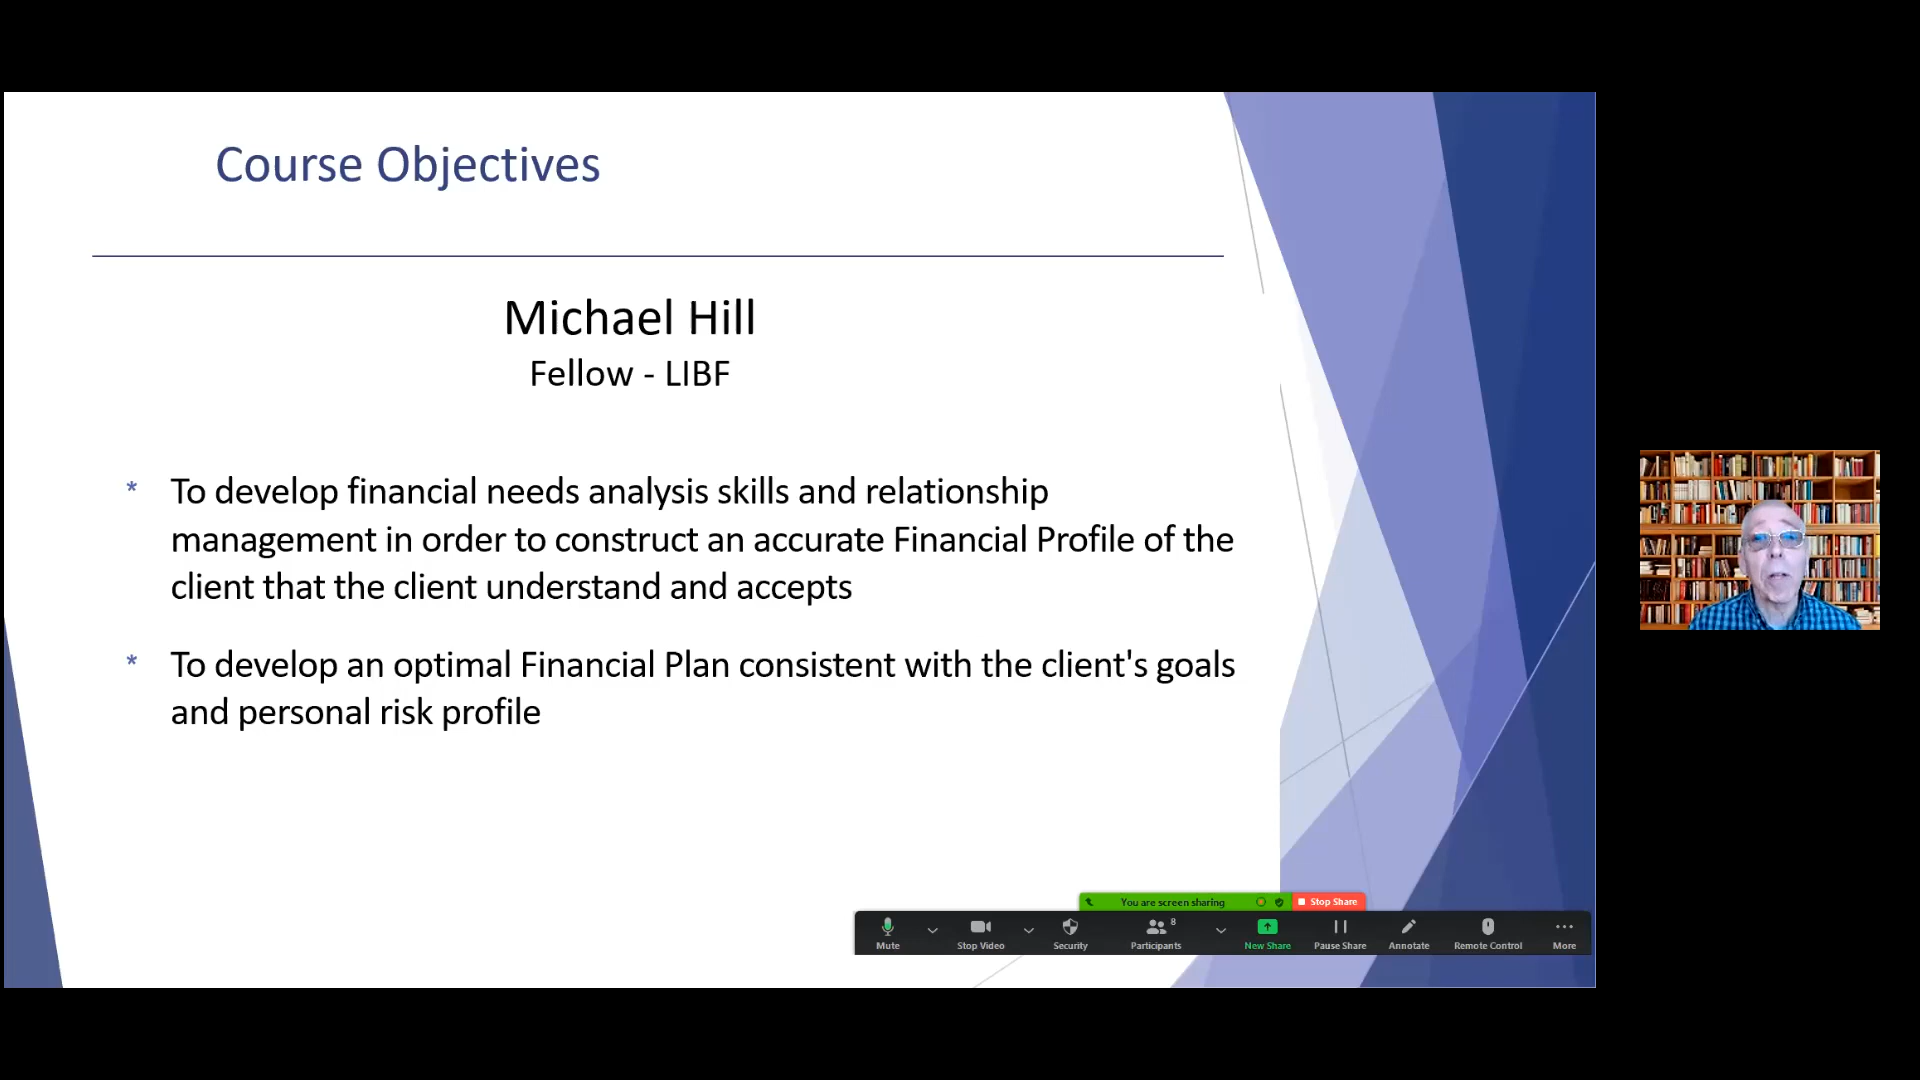 Course Objectives
Michael Hill
Fellow - LIBF
* To develop financial needs analysis skills and relationship
management in order to construct an accurate Financial Profile of the
client that the client understand and accepts
* To develop an optimal Financial Plan consistent with the client's goals
and personal risk profile
You are screen sharing Stop Share
Mute Stop Video Security Participants 8 New Share Pause Share Annotate Remote Control More